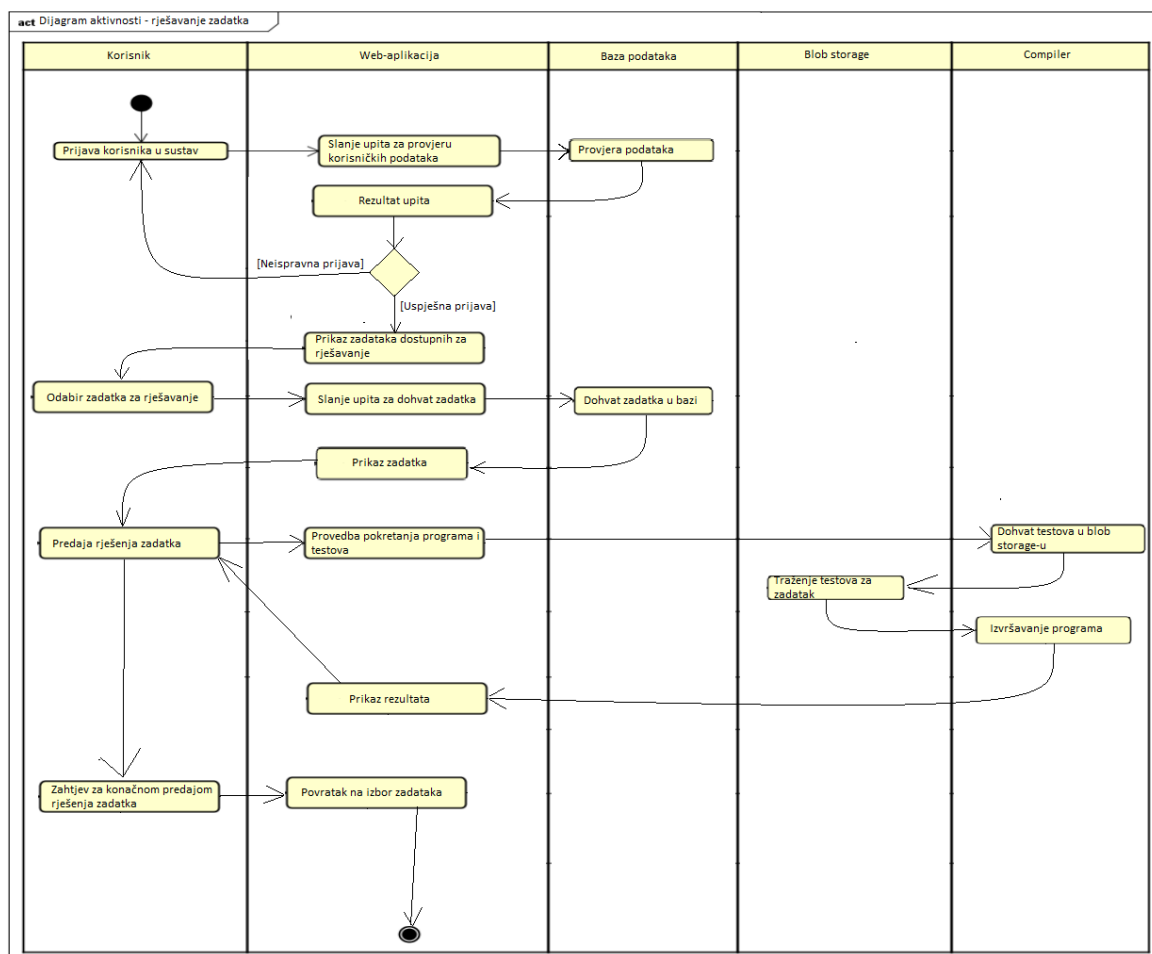 act Dijagram aktivnosti - rješavanje zadatka
Korisnik
Web-aplikacija
Baza podataka
Blob storage
Compiler
Prijava korisnika u sustav
Slanje upita za provjeru
korisničkih podataka
Provjera podataka
Rezultat upita
[Neispravna prijava]
[Uspješna prijava]
Prikaz zadataka dostupnih za
rješavanje
Odabir zadatka za rješavanje
Slanje upita za dohvat zadatka
Dohvat zadatka u bazi
Prikaz zadatka
Predaja rješenja zadatka
Provedba pokretanja programa i
testova
Dohvat testova u blob
storage-u
Traženje testova za
zadatak
Izvršavanje programa
Prikaz rezultata
Zahtjev za konačnom predajom
rješenja zadatka
Povratak na izbor zadataka